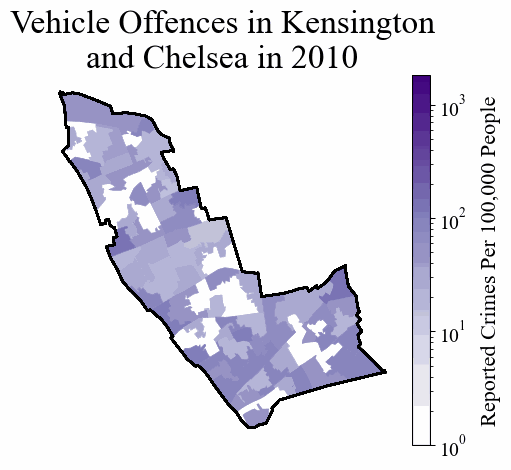 Vehicle Offences in Kensington
and Chelsea in 2010
10^3
10^2
10^1
10^0
Reported Crimes Per 100,000 People